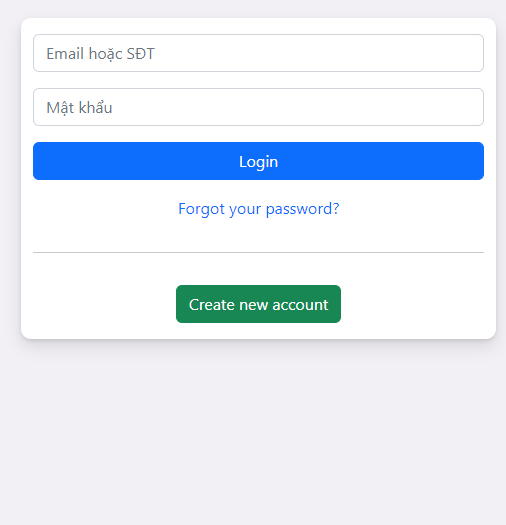 Email hoặc SĐT
Mật khẩu
Login
Forgot your password?
Create new account